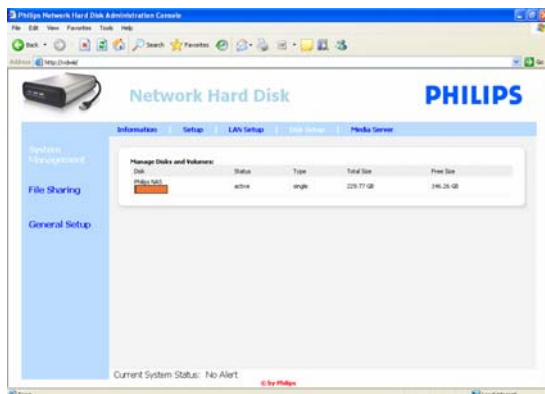 Philips Network Hard Disk Administration Console
File Edit View Favorites Tools Help
Back Search Favorites
Address Go
Network Hard Disk
PHILIPS
Information Setup LAN Setup Disk Setup Media Server
System
Management
Manage Disks and Volumes:
Disk Status Type Total Size Free Size
Philips NAS
active single
File Sharing
General Setup
Current System Status: No Alert
© by Philips